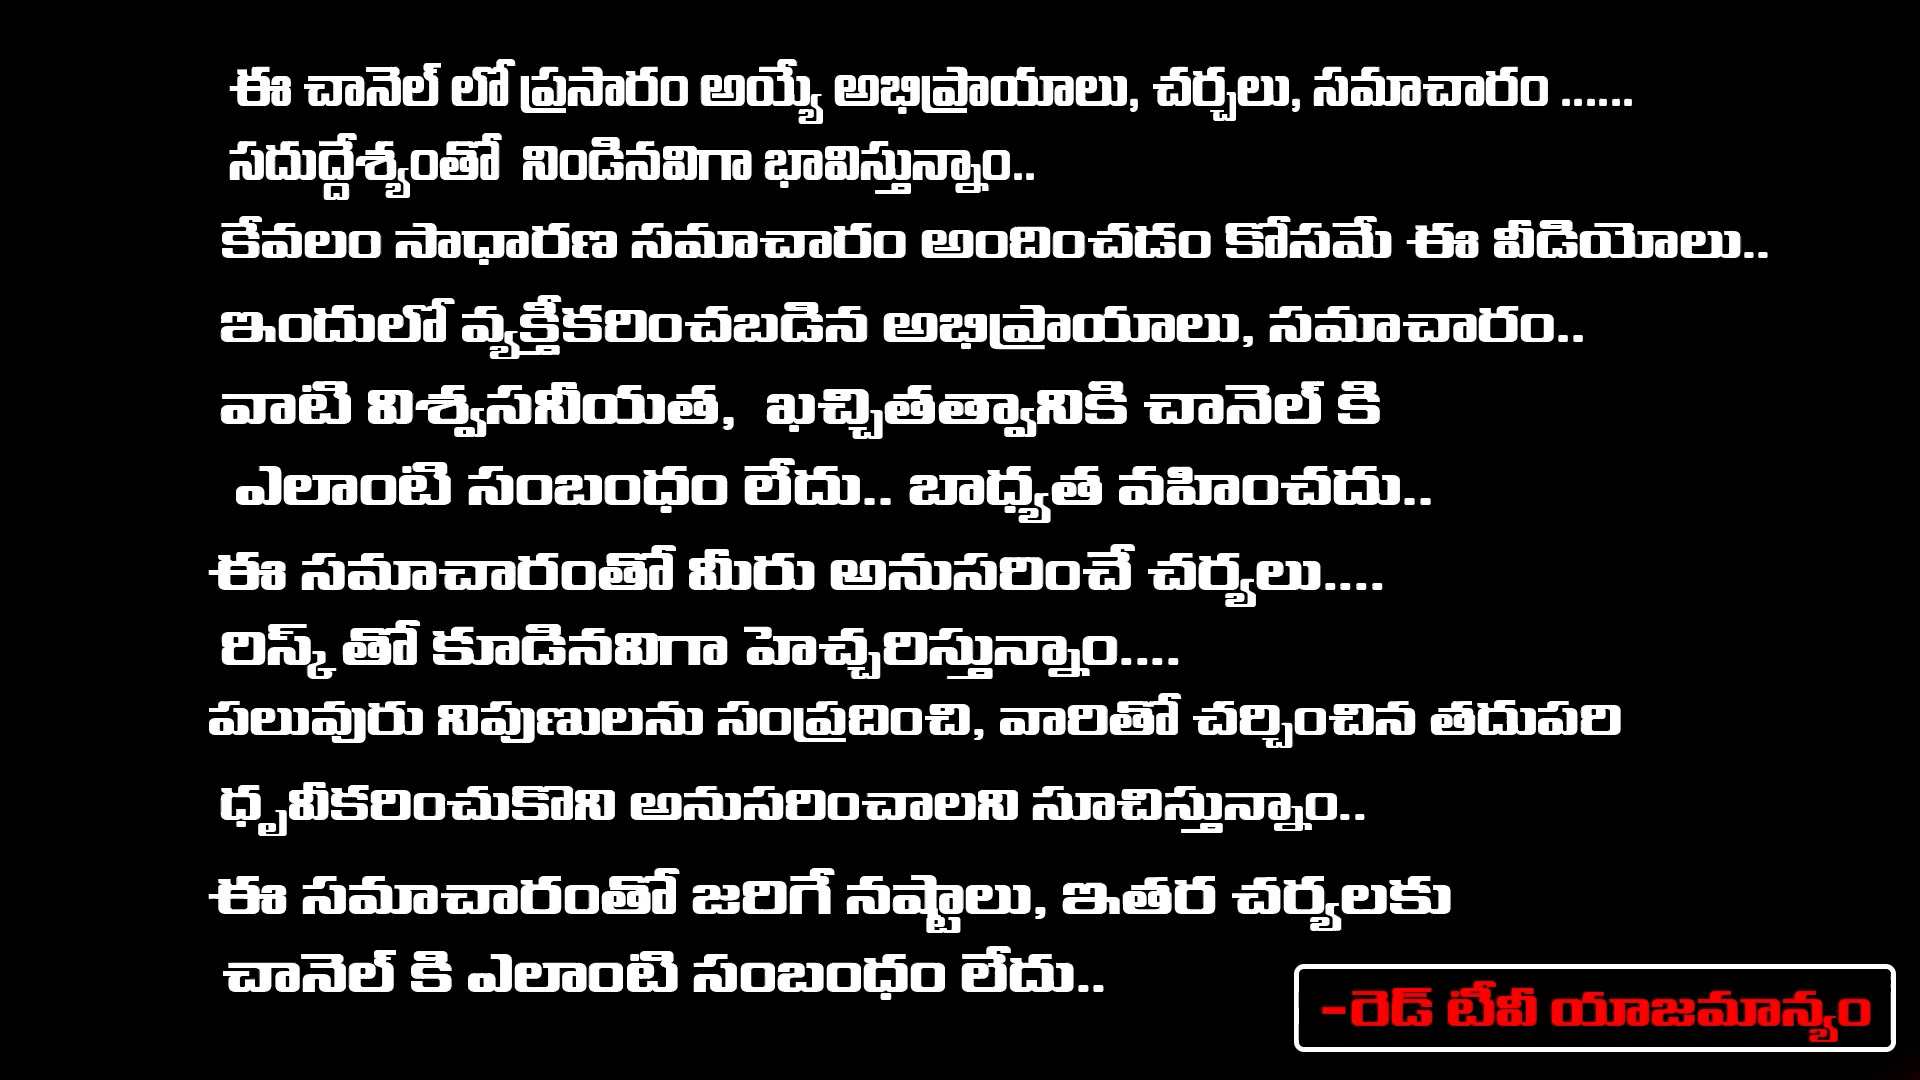 ఈ చానెల్ లో ప్రసారం అయ్యే అభిప్రాయాలు, చర్చలు, సమాచారం ......
సదుద్దేశ్యంతో నిండినవిగా భావిస్తున్నాం..
కేవలం సాధారణ సమాచారం అందించడం కోసమే ఈ వీడియోలు..
ఇందులో వ్యక్తీకరించబడిన అభిప్రాయాలు, సమాచారం..
వాటి విశ్వసనీయత, ఖచ్చితత్వానికి చానెల్ కి
ఎలాంటి సంబంధం లేదు.. బాధ్యత వహించదు..
ఈ సమాచారంతో మీరు అనుసరించే చర్యలు....
రిస్క్ తో కూడినవిగా హెచ్చరిస్తున్నాం....
పలువురు నిపుణులను సంప్రదించి, వారితో చర్చించిన తదుపరి
ధృవీకరించుకొని అనుసరించాలని సూచిస్తున్నాం..
ఈ సమాచారంతో జరిగే నష్టాలు, ఇతర చర్యలకు
చానెల్ కి ఎలాంటి సంబంధం లేదు..
-రెడ్ టీవీ యాజమాన్యం